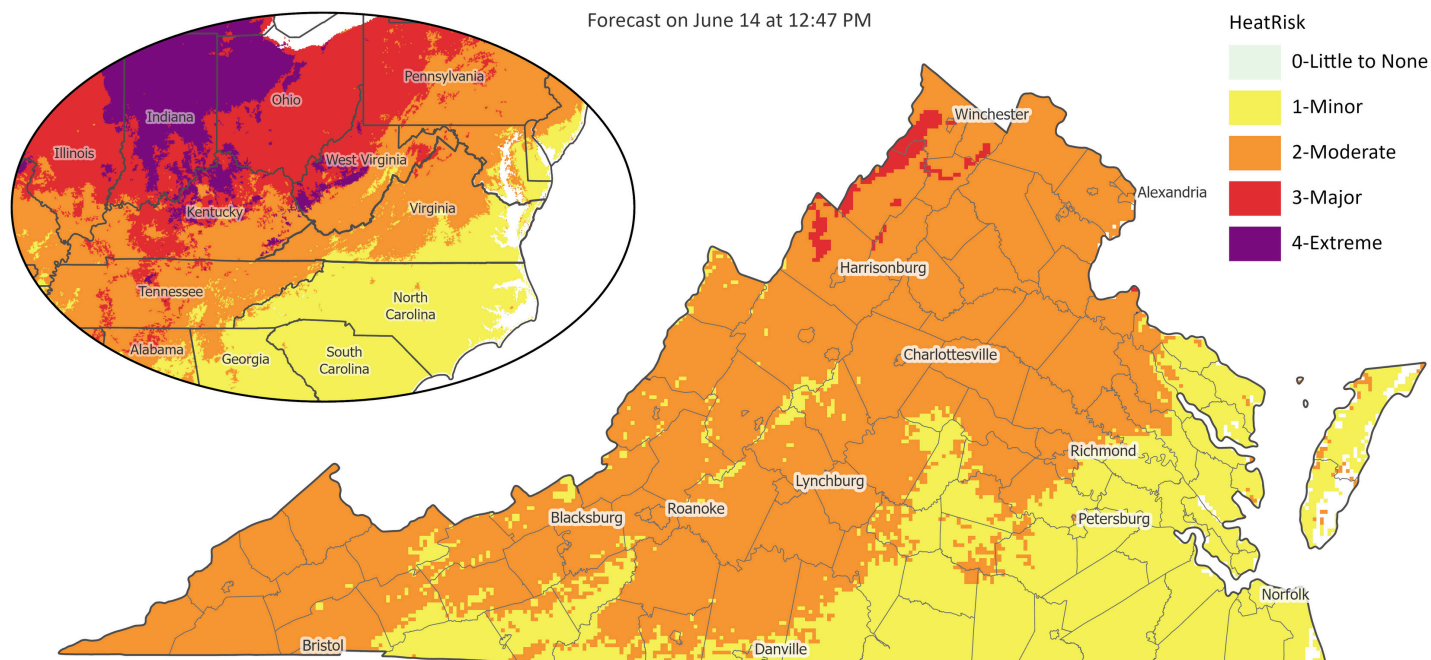 Forecast on June 14 at 12:47 PM
HeatRisk
0-Little to None
1-Minor
2-Moderate
3-Major
4-Extreme
Pennsylvania
Ohio
Indiana
Illinois
West Virginia
Kentucky
Virginia
Tennessee
North
Carolina
Alabama
Georgia
South
Carolina
Winchester
Alexandria
Harrisonburg
Charlottesville
Richmond
Lynchburg
Roanoke
Blacksburg
Petersburg
Norfolk
Bristol
Danville